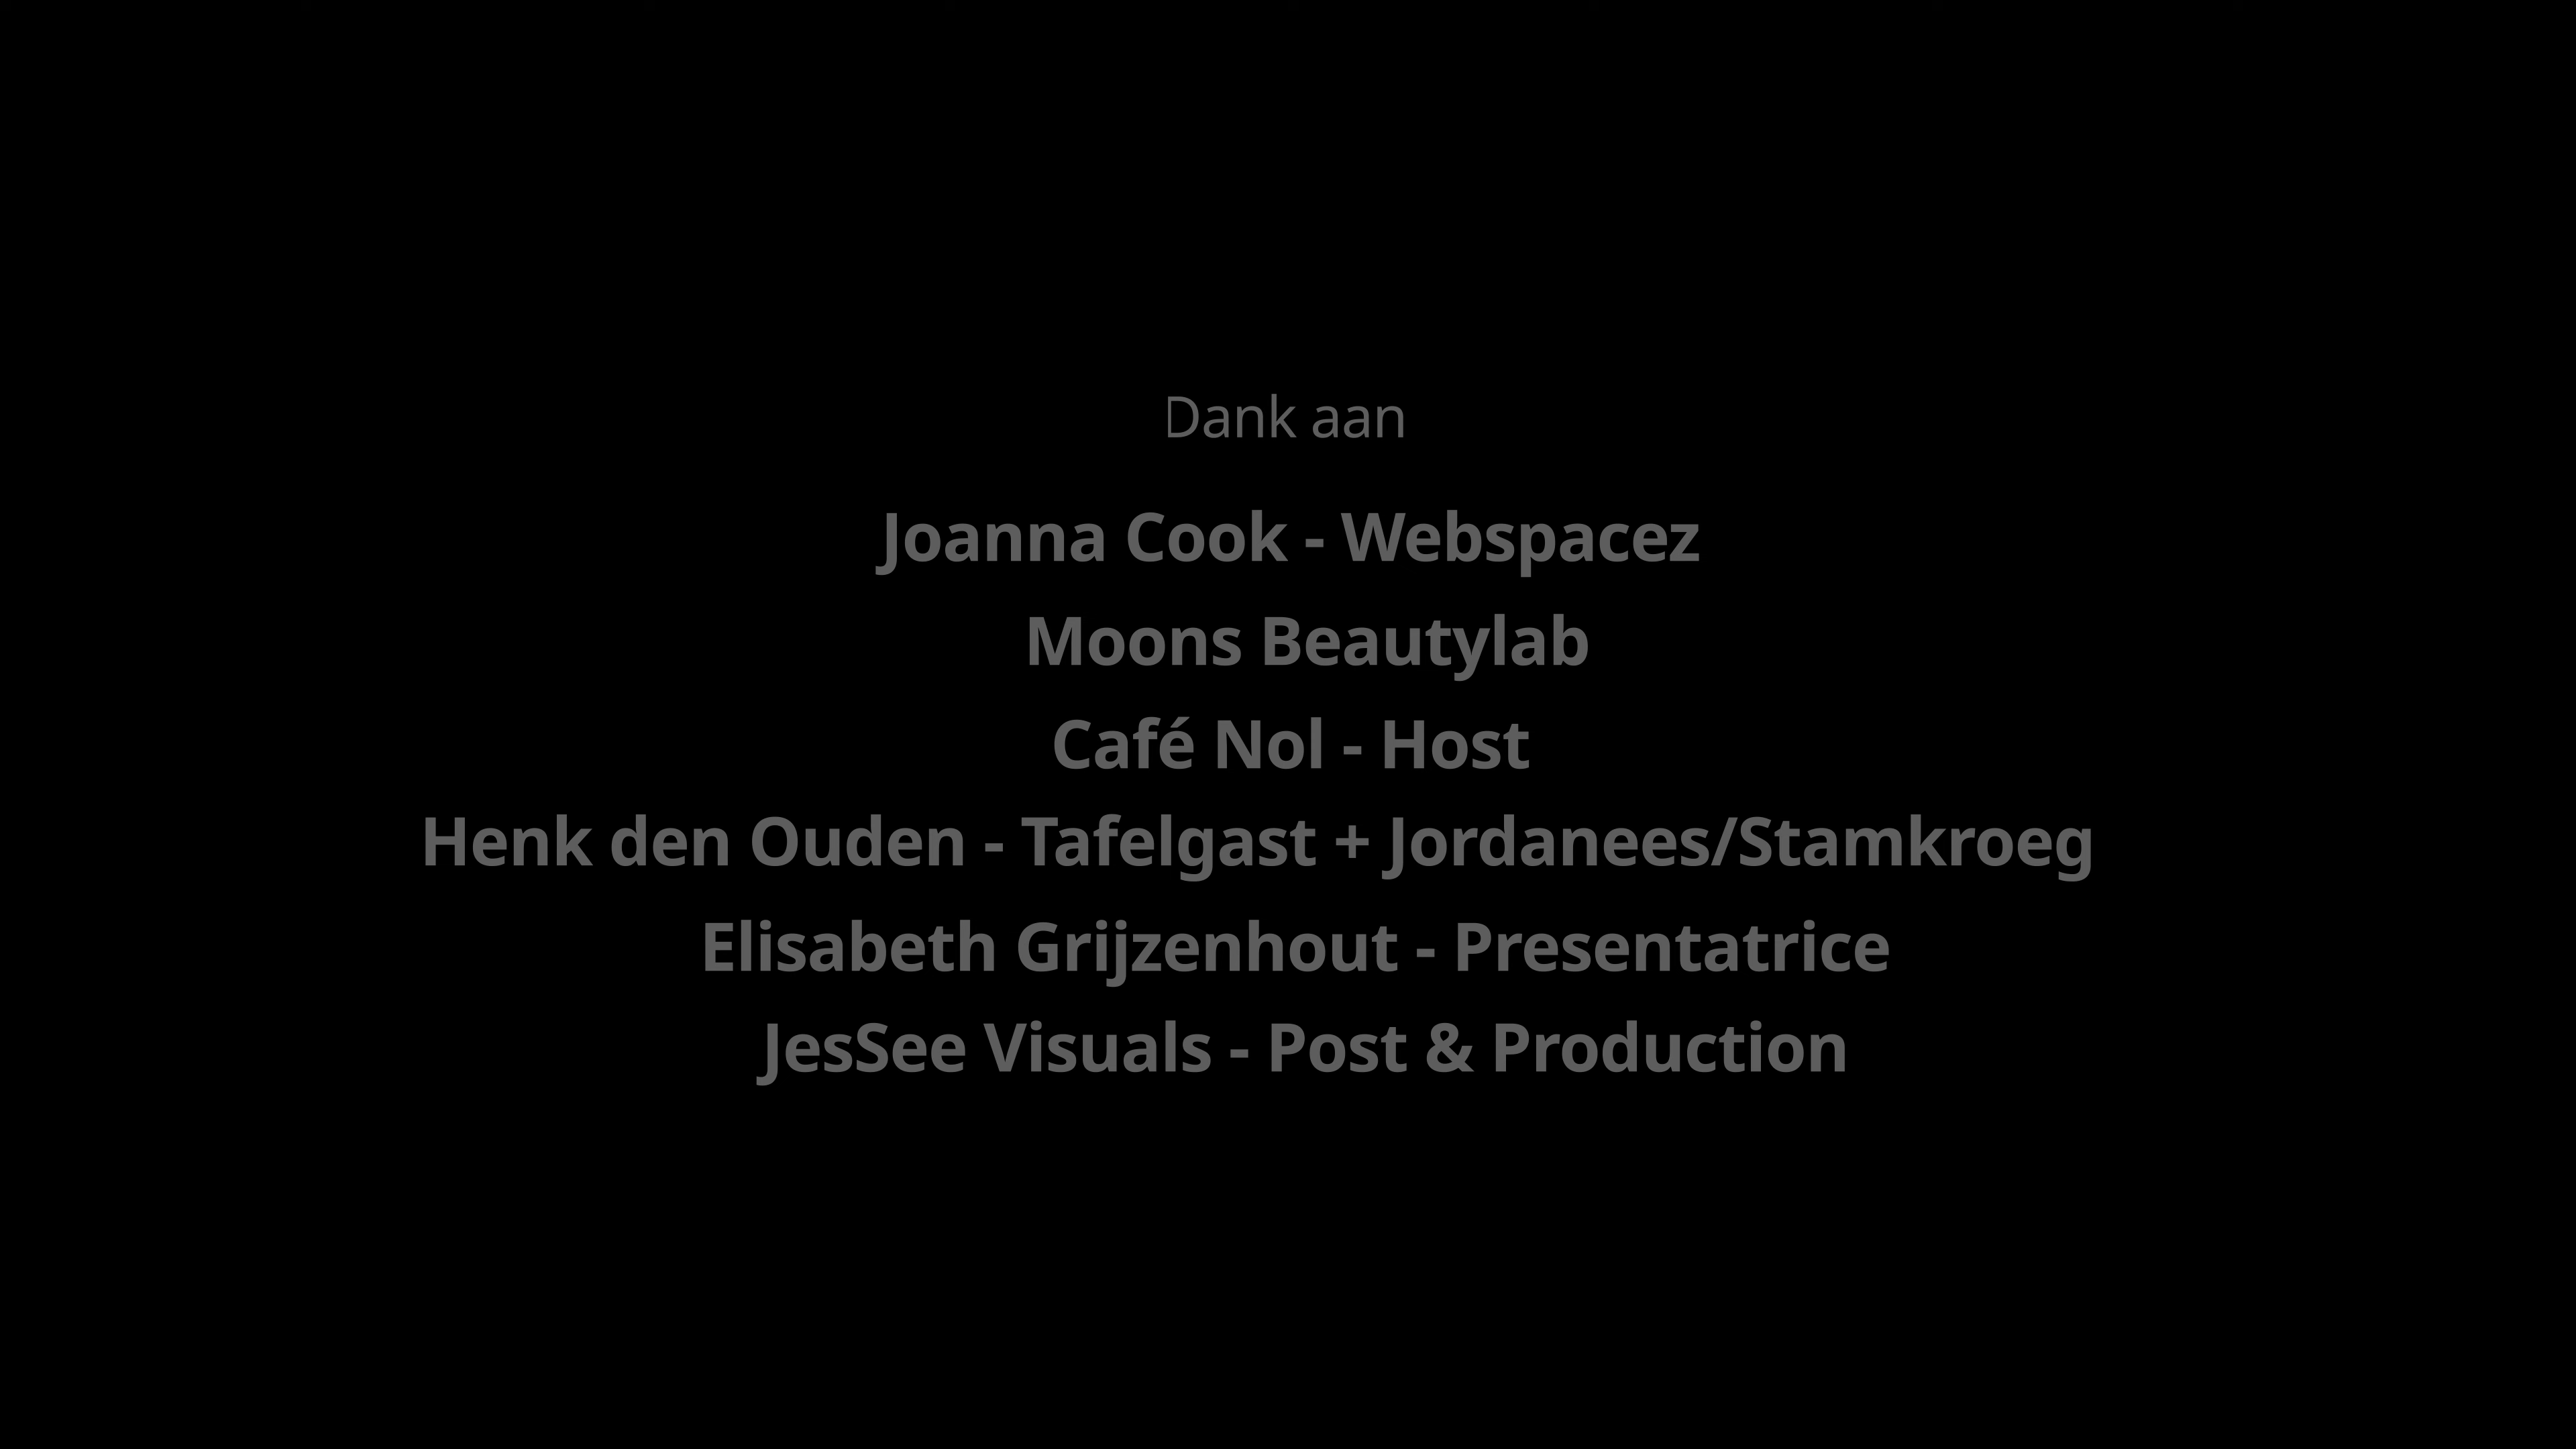 Dank aan
Joanna Cook - Webspacez
Moons Beautylab
Café Nol - Host
Henk den Ouden - Tafelgast + Jordanees/Stamkroeg
Elisabeth Grijzenhout - Presentatrice
JesSee Visuals - Post & Production